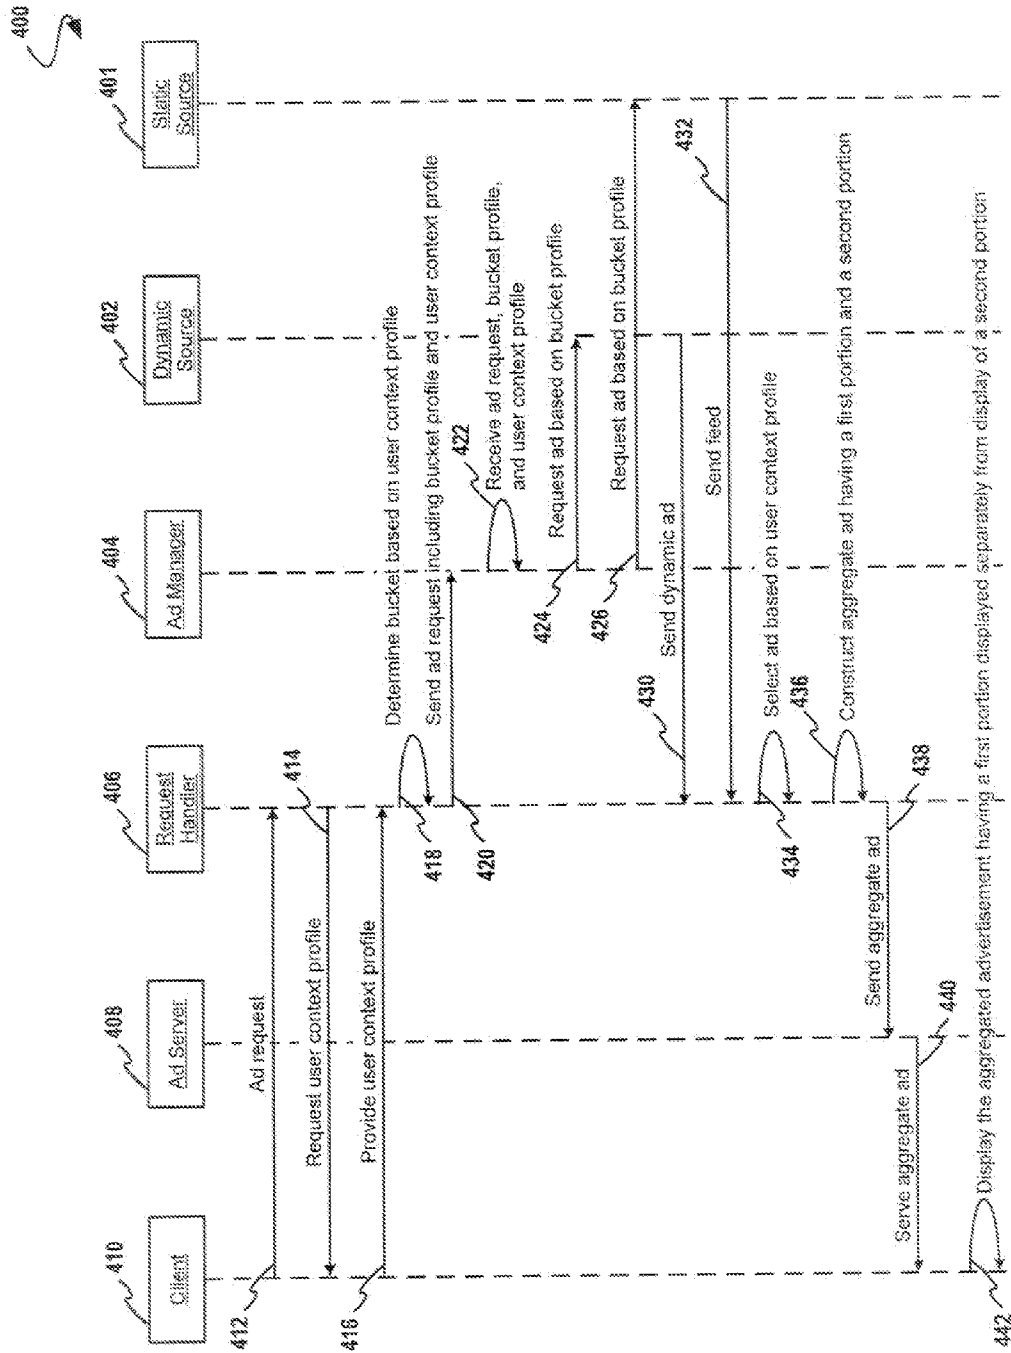 400
410
Client
408
Ad Server
406
Request
Handler
404
Ad Manager
402
Dynamic
Source
401
Static
Source
412
Ad request
414
Request user context profile
416
Provide user context profile
418
Determine bucket based on user context profile
420
Send ad request including bucket profile and user context profile
422
Receive ad request, bucket profile,
and user context profile
424
Request ad based on bucket profile
426
Request ad based on bucket profile
430
Send dynamic ad
432
Send feed
434
Select ad based on user context profile
436
Construct aggregate ad having a first portion and a second portion
438
Send aggregate ad
440
Serve aggregate ad
442
Display the aggregated advertisement having a first portion displayed separately from display of a second portion